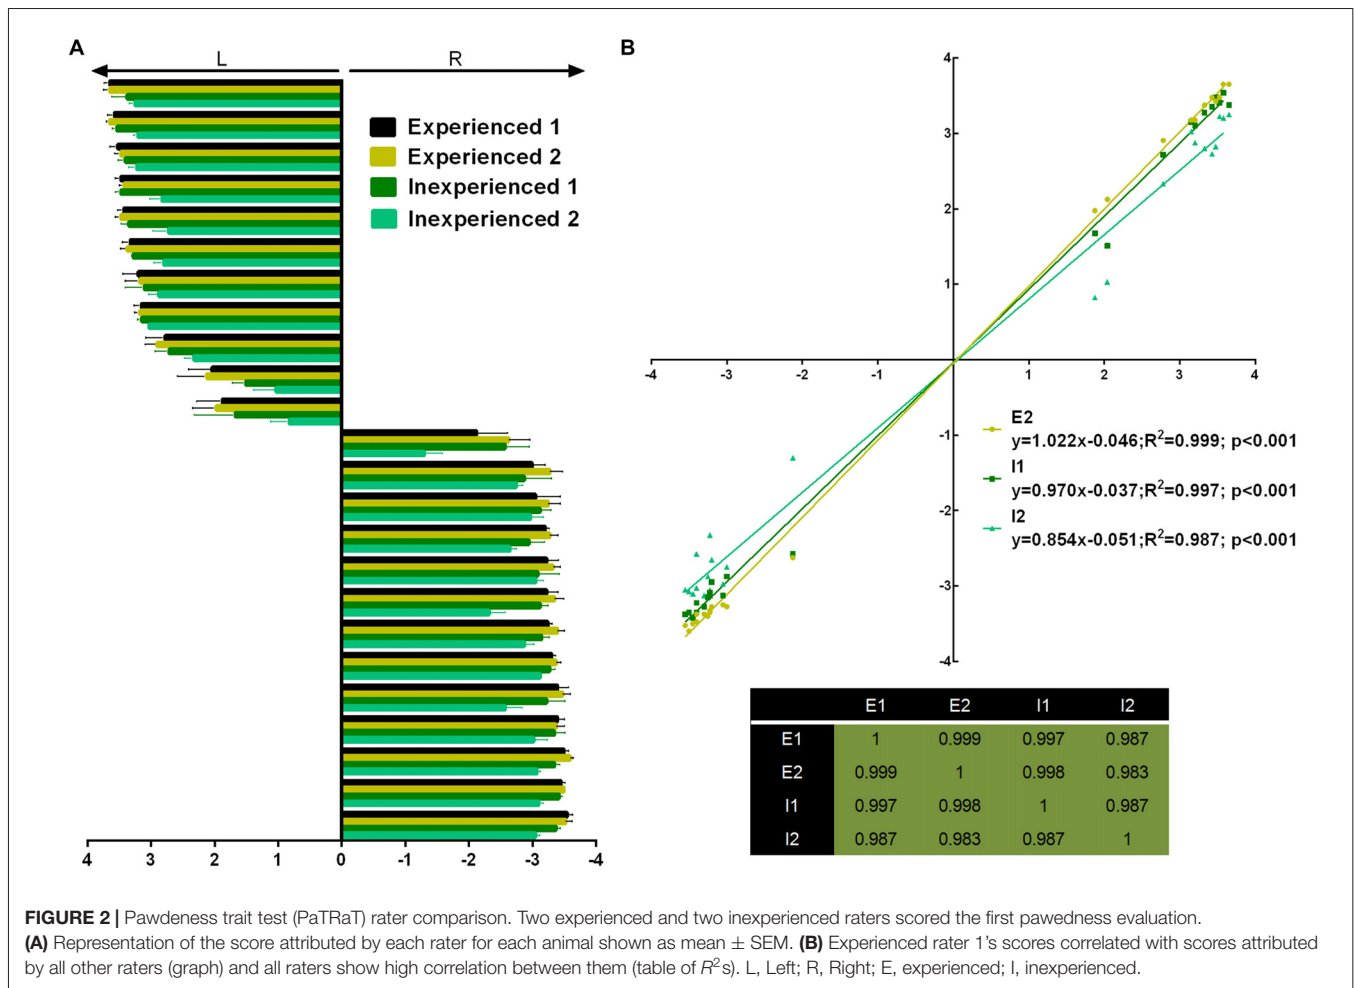 A
L
R
Experienced 1
Experienced 2
Inexperienced 1
Inexperienced 2
4 3 2 1 0 -1 -2 -3 -4
B
4
3
2
1
-4 -3 -2 -1 1 2 3 4
-1
-2
-3
-4
E2
y=1.022x-0.046;R²=0.999; p<0.001
I1
y=0.970x-0.037;R²=0.997; p<0.001
I2
y=0.854x-0.051;R²=0.987; p<0.001
E1 E2 I1 I2
E1 1 0.999 0.997 0.987
E2 0.999 1 0.998 0.983
I1 0.997 0.998 1 0.987
I2 0.987 0.983 0.987 1
FIGURE 2 | Pawdeness trait test (PaTRaT) rater comparison. Two experienced and two inexperienced raters scored the first pawedness evaluation.
(A) Representation of the score attributed by each rater for each animal shown as mean ± SEM. (B) Experienced rater 1's scores correlated with scores attributed
by all other raters (graph) and all raters show high correlation between them (table of R²s). L, Left; R, Right; E, experienced; I, inexperienced.